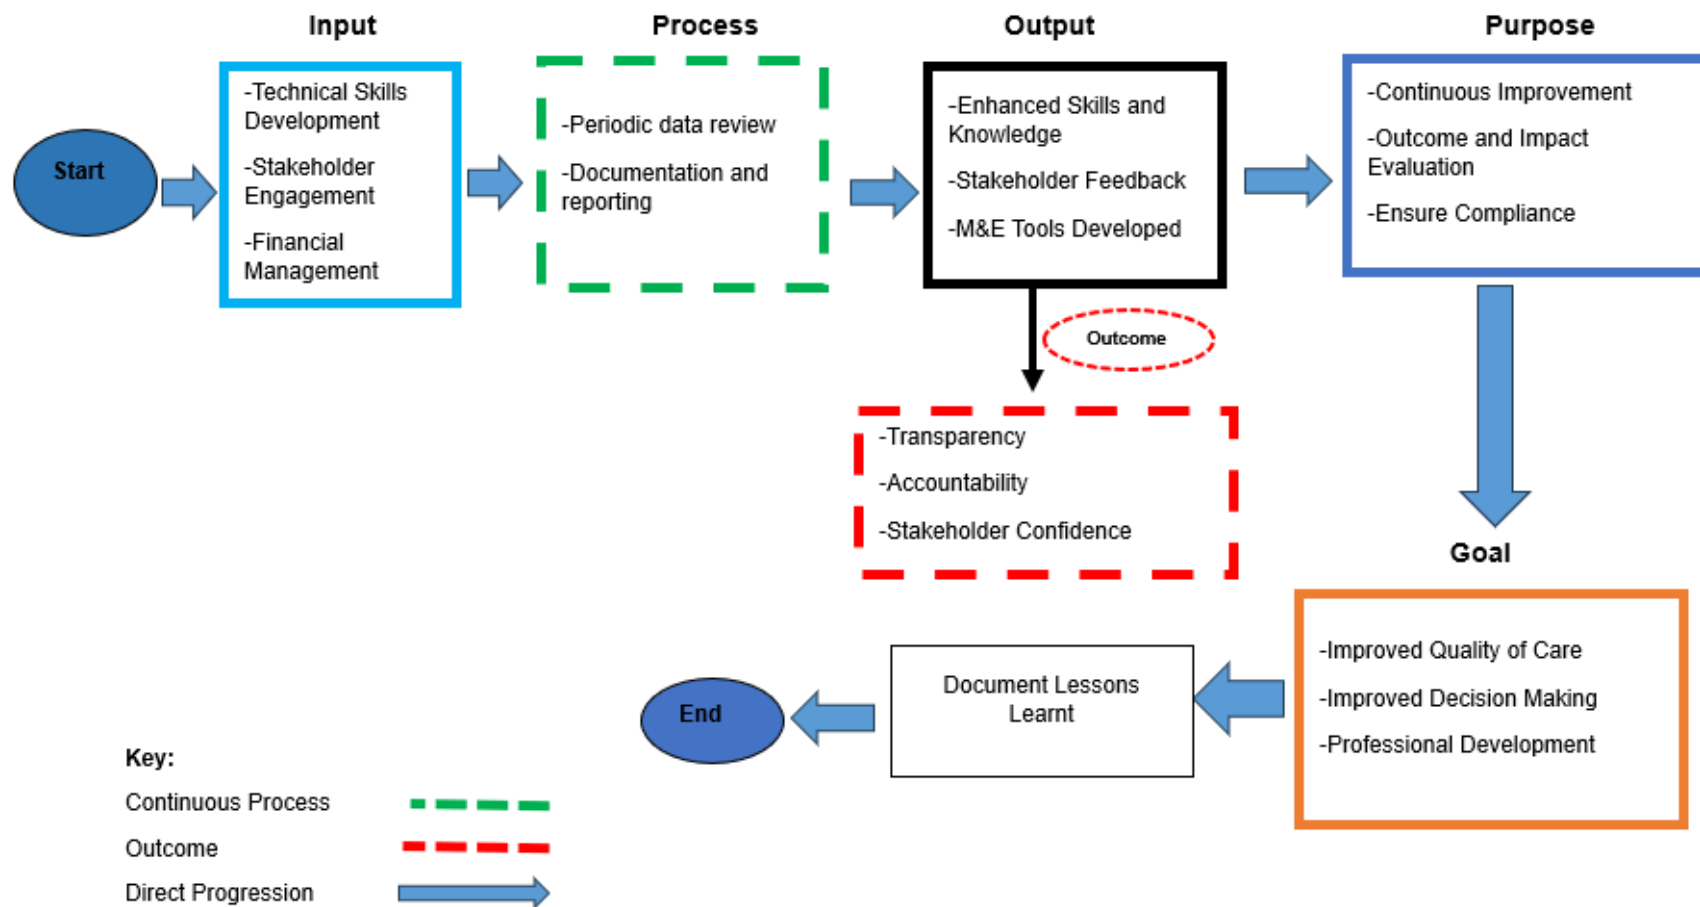 Input
Process
Output
Purpose
Start
-Technical Skills
Development
-Stakeholder
Engagement
-Financial
Management
-Periodic data review
-Documentation and
reporting
-Enhanced Skills and
Knowledge
-Stakeholder Feedback
-M&E Tools Developed
-Continuous Improvement
-Outcome and Impact
Evaluation
-Ensure Compliance
Outcome
-Transparency
-Accountability
-Stakeholder Confidence
Goal
-Improved Quality of Care
-Improved Decision Making
-Professional Development
Document Lessons
Learnt
End
Key:
Continuous Process
Outcome
Direct Progression